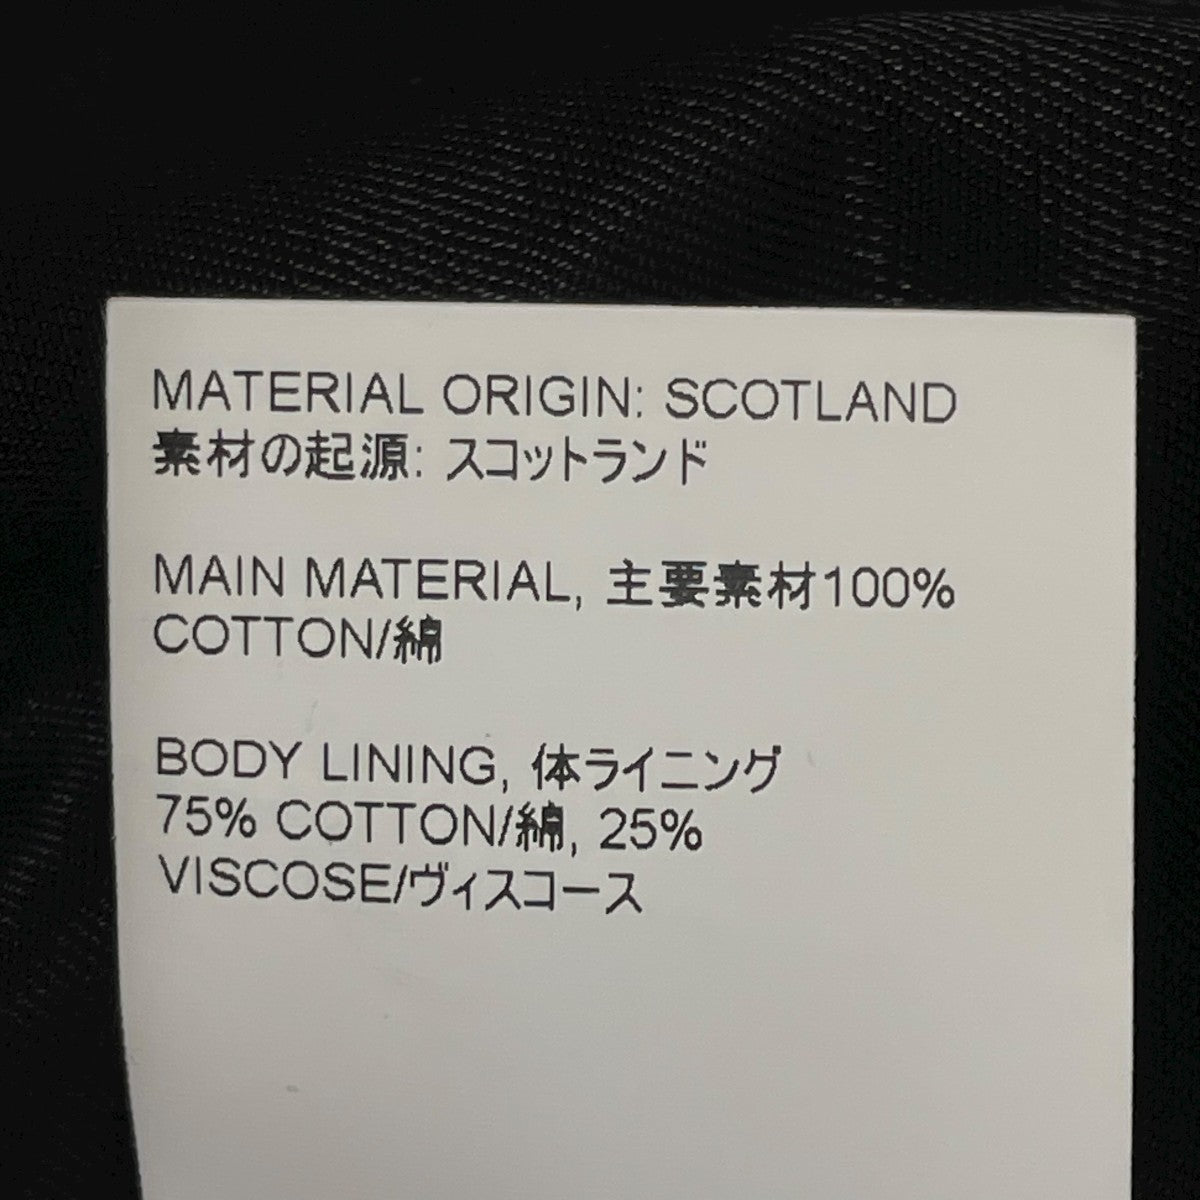 MATERIAL ORIGIN: SCOTLAND
素材の起源: スコットランド
MAIN MATERIAL, 主要素材100%
COTTON/綿
BODY LINING, 体ライニング
75% COTTON/綿, 25%
VISCOSE/ヴィスコース